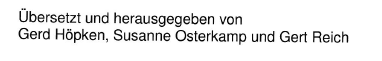 Übersetzt und herausgegeben von
Gerd Höpken, Susanne Osterkamp und Gert Reich